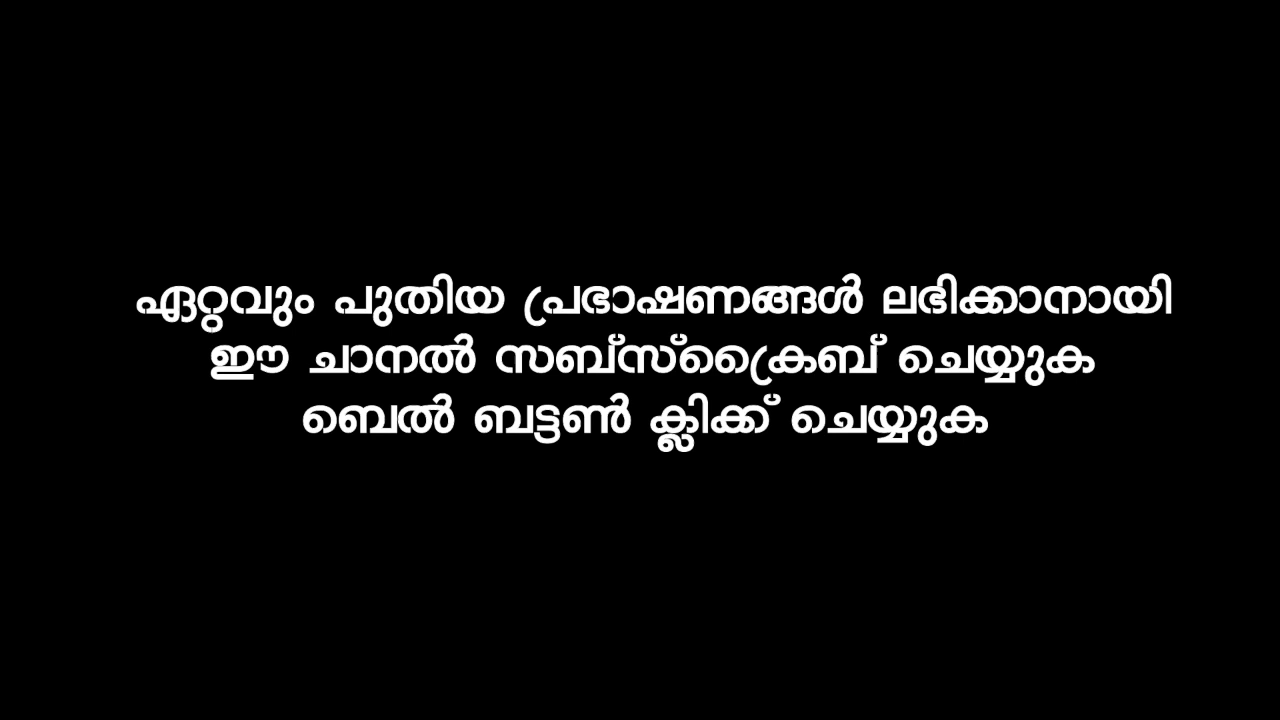 ഏറ്റവും പുതിയ പ്രഭാഷണങ്ങൾ ലഭിക്കാനായി
ഈ ചാനൽ സബ്സ്ക്രൈബ് ചെയ്യുക
ബെൽ ബട്ടൺ ക്ലിക്ക് ചെയ്യുക